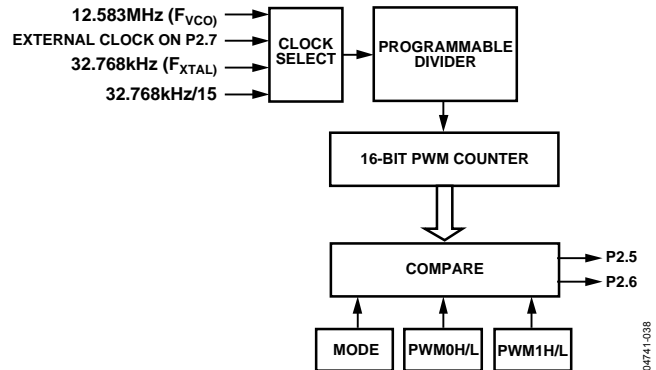 12.583MHz (FVCO)
EXTERNAL CLOCK ON P2.7
32.768kHz (FXTAL)
32.768kHz/15
CLOCK
SELECT
PROGRAMMABLE
DIVIDER
16-BIT PWM COUNTER
COMPARE
P2.5
P2.6
MODE
PWM0H/L
PWM1H/L
04741-038